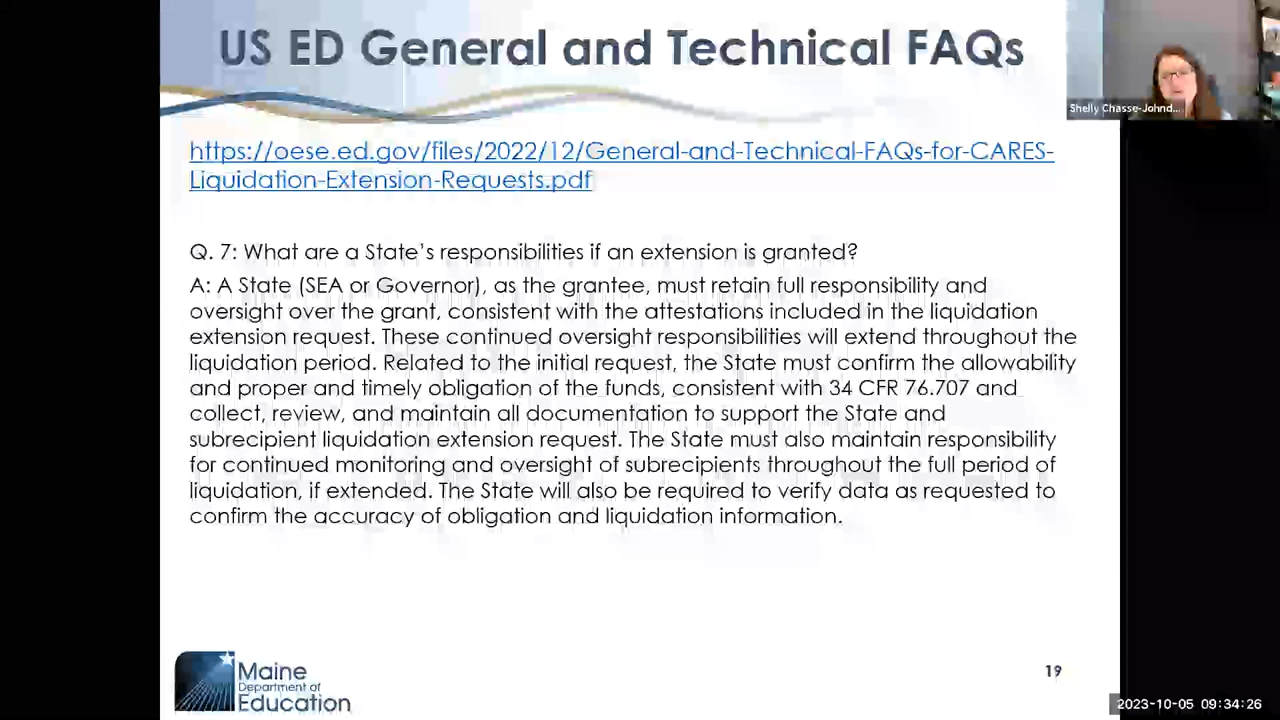 US ED General and Technical FAQs
Shelly Chasse-Johnd...
https://oese.ed.gov/files/2022/12/General-and-Technical-FAQs-for-CARES-
Liquidation-Extension-Requests.pdf
Q. 7: What are a State's responsibilities if an extension is granted?
A: A State (SEA or Governor), as the grantee, must retain full responsibility and
oversight over the grant, consistent with the attestations included in the liquidation
extension request. These continued oversight responsibilities will extend throughout the
liquidation period. Related to the initial request, the State must confirm the allowability
and proper and timely obligation of the funds, consistent with 34 CFR 76.707 and
collect, review, and maintain all documentation to support the State and
subrecipient liquidation extension request. The State must also maintain responsibility
for continued monitoring and oversight of subrecipients throughout the full period of
liquidation, if extended. The State will also be required to verify data as requested to
confirm the accuracy of obligation and liquidation information.
Maine
Department of
Education
19
2023-10-05 09:34:26